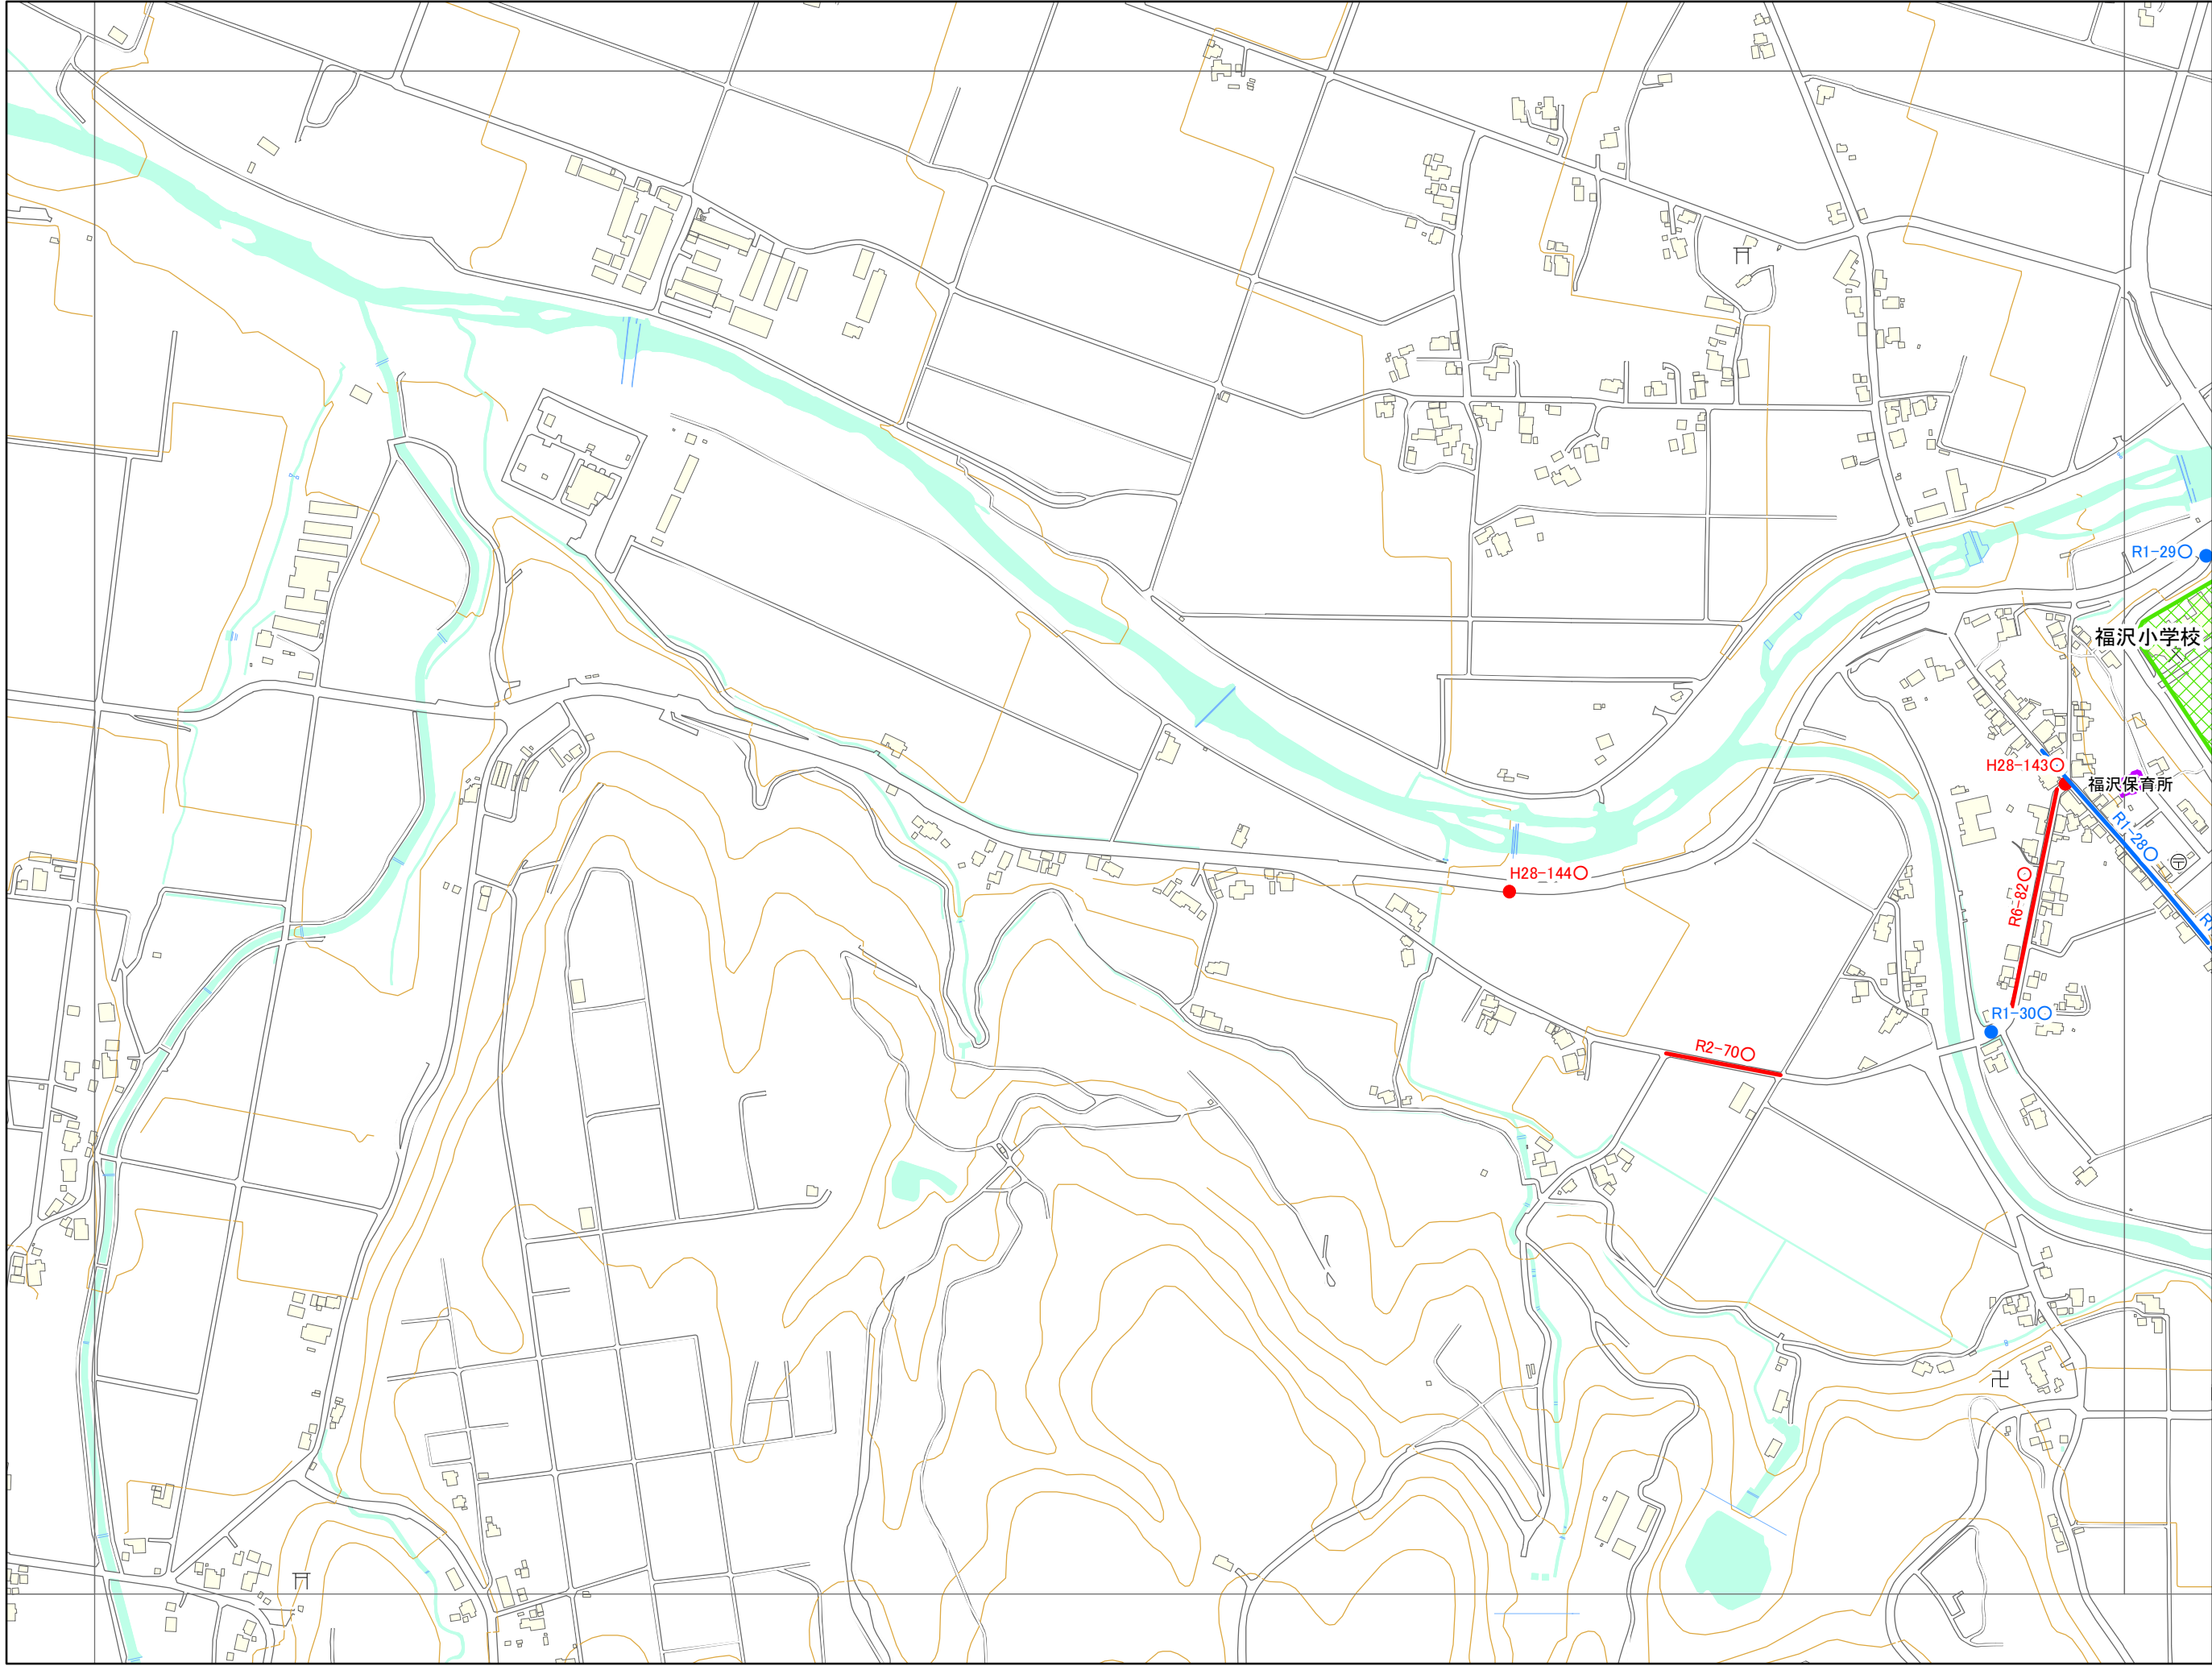 R1-29○
福沢小学校
H28-143○
福沢保育所
R1-28○
H28-144○
R6-82○
R1-30○
R2-70○